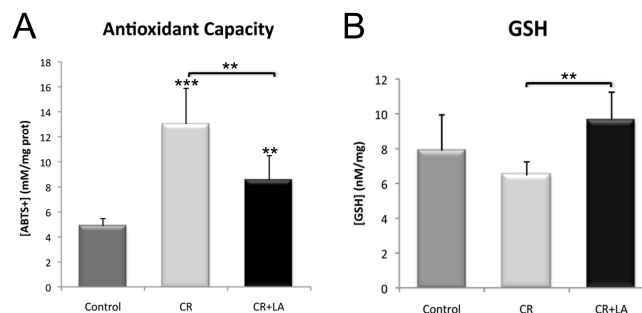 A
Antioxidant Capacity
[ABTS+] (mM/mg prot)
18
16
14
12
10
8
6
4
2
0
***
**
**
Control
CR
CR+LA
B
GSH
[GSH] (nM/mg)
12
10
8
6
4
2
0
**
Control
CR
CR+LA